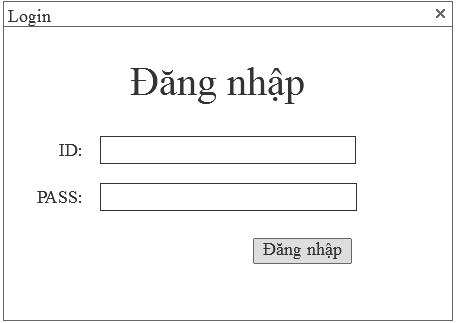 Login
Đăng nhập
ID:
PASS:
Đăng nhập